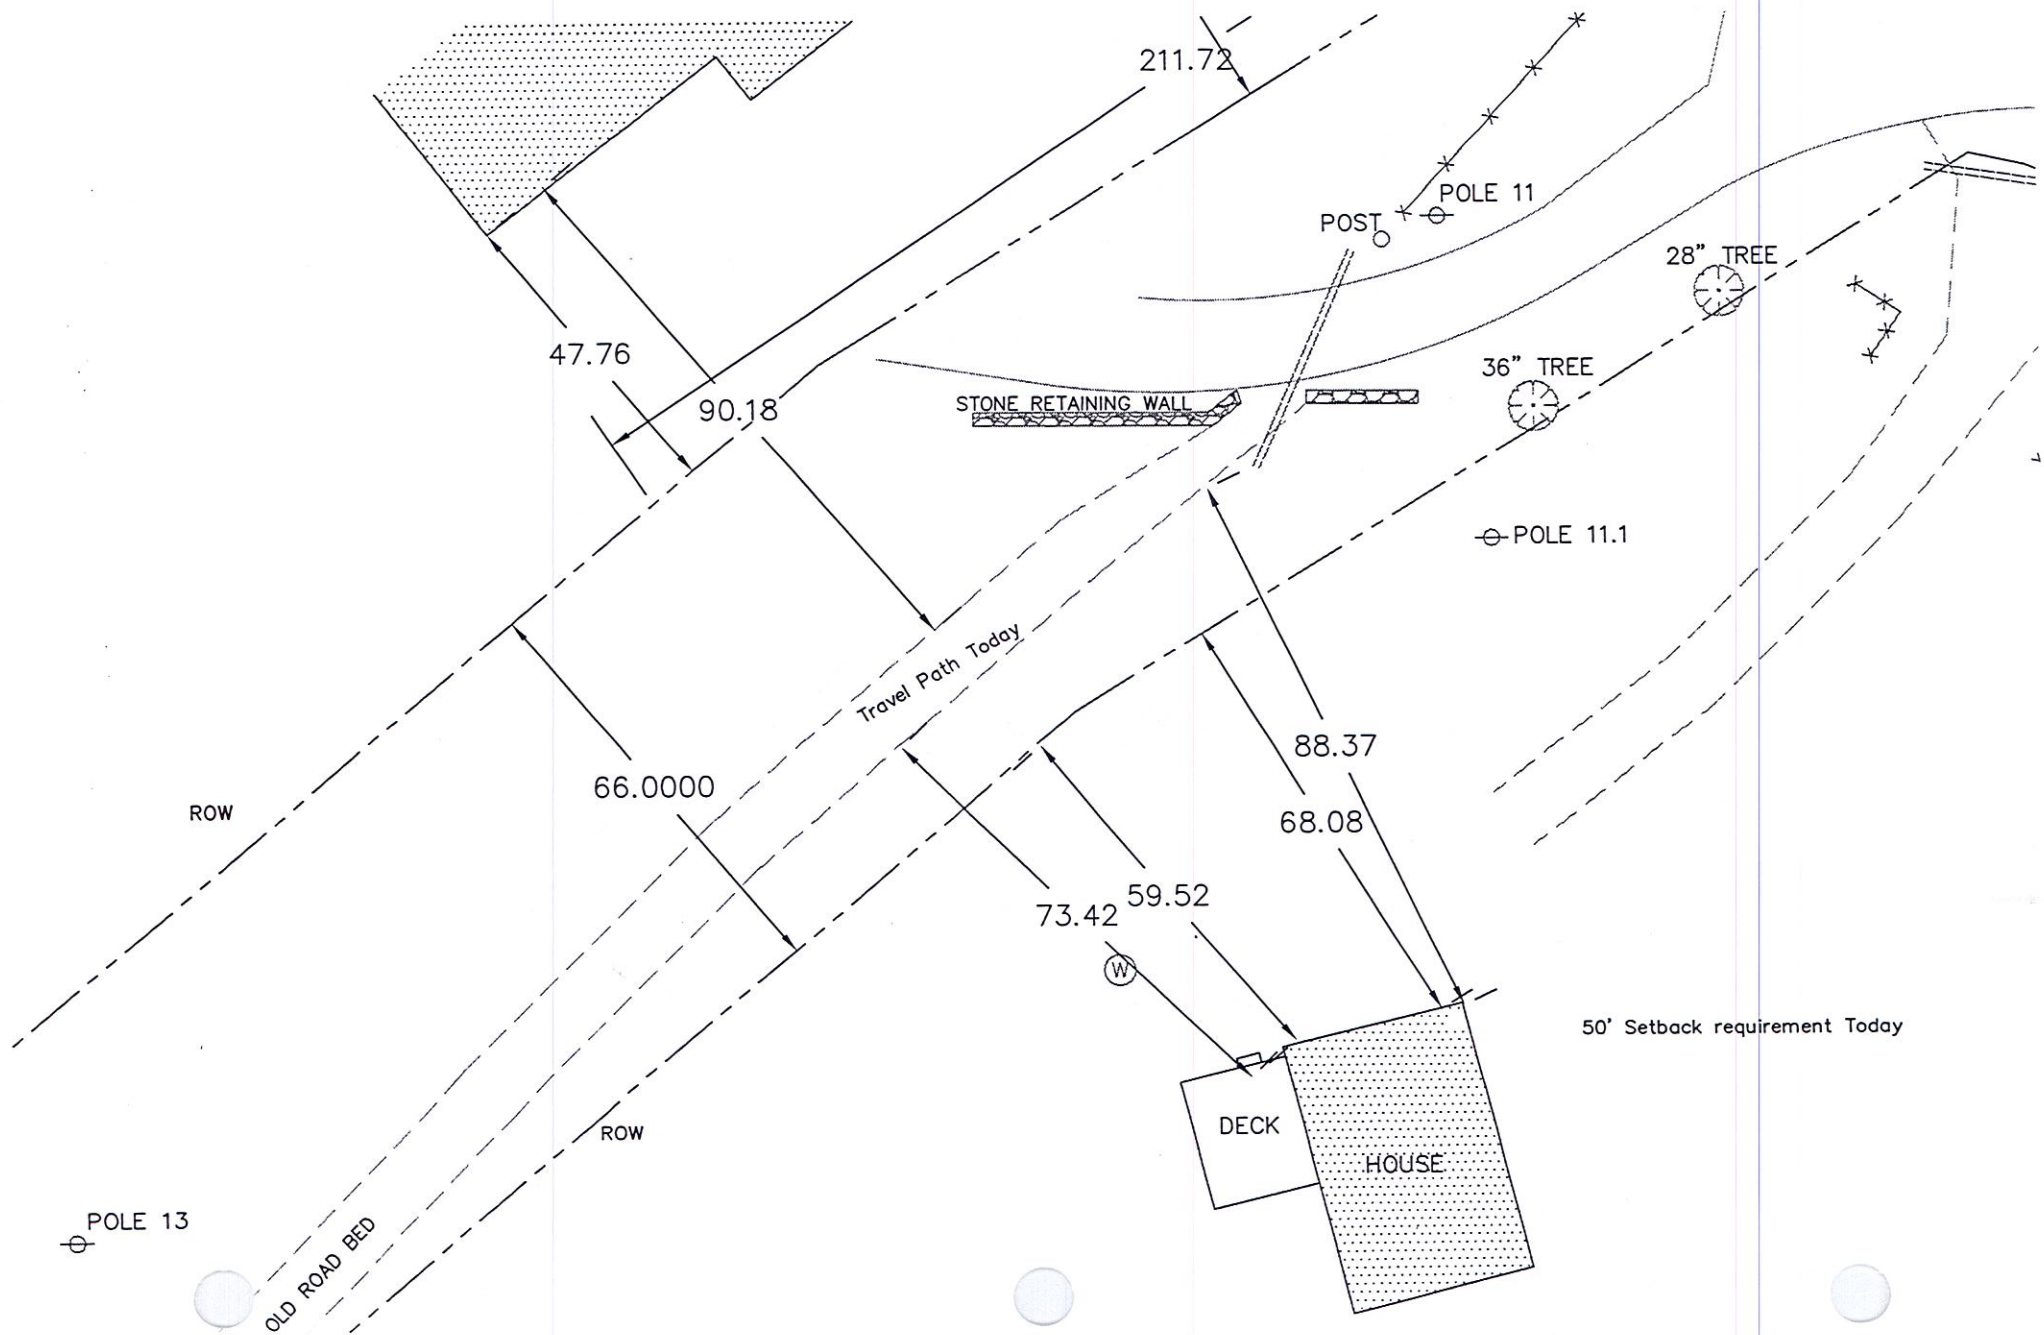 211.72
POLE 11
POST
28" TREE
47.76
36" TREE
90.18
STONE RETAINING WALL
POLE 11.1
Travel Path Today
88.37
66.0000
ROW
68.08
59.52
73.42
W
50' Setback requirement Today
DECK
ROW
HOUSE
POLE 13
OLD ROAD BED